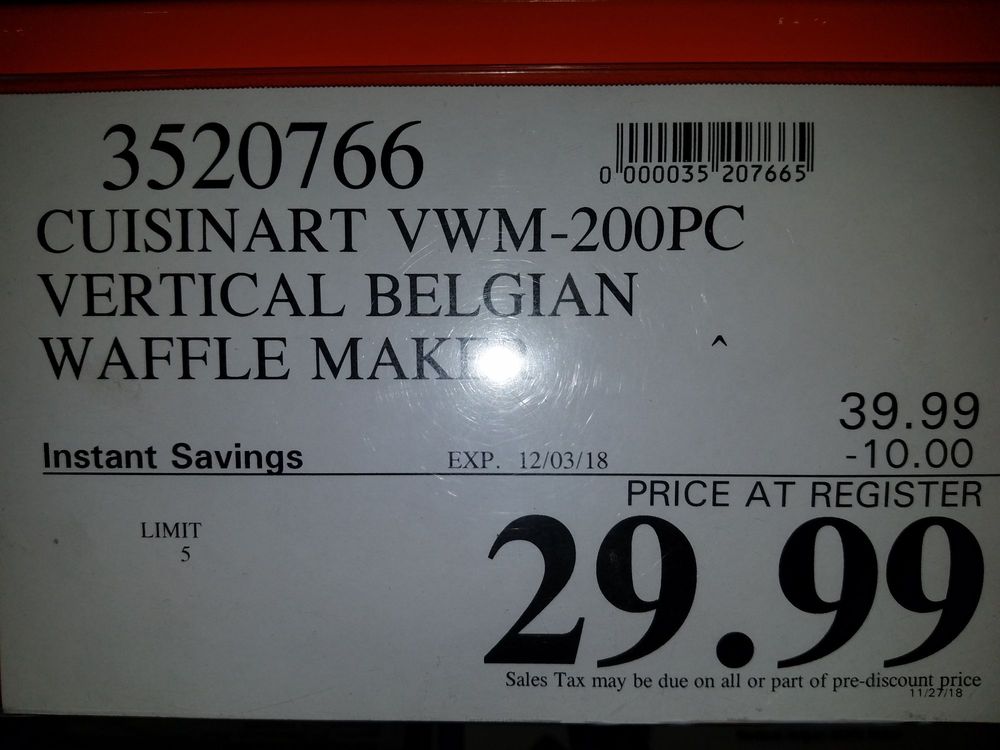 3520766
0 000035 207665
CUISINART VWM-200PC
VERTICAL BELGIAN
WAFFLE MAKER
^
39.99
Instant Savings EXP. 12/03/18 -10.00
PRICE AT REGISTER
LIMIT
5
29.99
Sales Tax may be due on all or part of pre-discount price
11/27/18